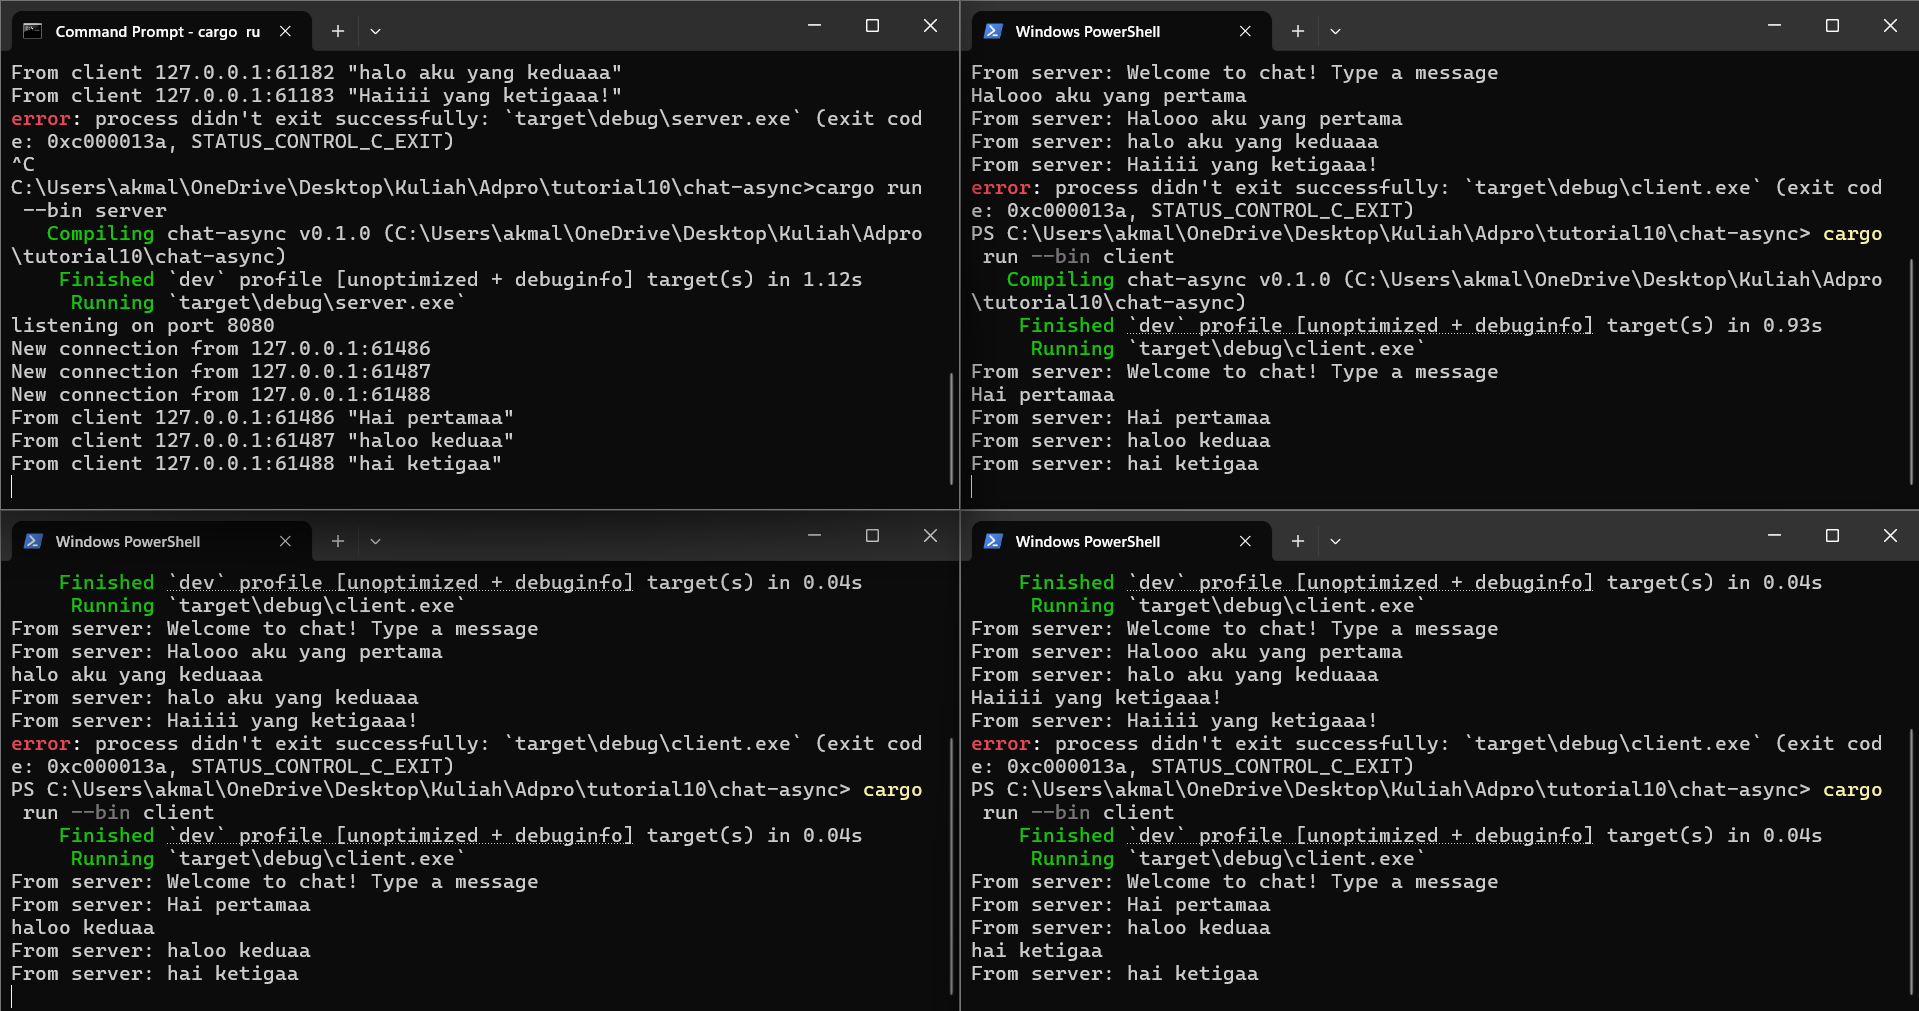 Command Prompt - cargo  ru
From client 127.0.0.1:61182 "halo aku yang keduaaa"
From client 127.0.0.1:61183 "Haiiii yang ketigaaa!"
error: process didn't exit successfully: `target\debug\server.exe` (exit cod
e: 0xc000013a, STATUS_CONTROL_C_EXIT)
^C
C:\Users\akmal\OneDrive\Desktop\Kuliah\Adpro\tutorial10\chat-async>cargo run
 --bin server
   Compiling chat-async v0.1.0 (C:\Users\akmal\OneDrive\Desktop\Kuliah\Adpro
\tutorial10\chat-async)
    Finished `dev` profile [unoptimized + debuginfo] target(s) in 1.12s
     Running `target\debug\server.exe`
listening on port 8080
New connection from 127.0.0.1:61486
New connection from 127.0.0.1:61487
New connection from 127.0.0.1:61488
From client 127.0.0.1:61486 "Hai pertamaa"
From client 127.0.0.1:61487 "haloo keduaa"
From client 127.0.0.1:61488 "hai ketigaa"
Windows PowerShell
From server: Welcome to chat! Type a message
Halooo aku yang pertama
From server: Halooo aku yang pertama
From server: halo aku yang keduaaa
From server: Haiiii yang ketigaaa!
error: process didn't exit successfully: `target\debug\client.exe` (exit cod
e: 0xc000013a, STATUS_CONTROL_C_EXIT)
PS C:\Users\akmal\OneDrive\Desktop\Kuliah\Adpro\tutorial10\chat-async> cargo
 run --bin client
   Compiling chat-async v0.1.0 (C:\Users\akmal\OneDrive\Desktop\Kuliah\Adpro
\tutorial10\chat-async)
    Finished `dev` profile [unoptimized + debuginfo] target(s) in 0.93s
     Running `target\debug\client.exe`
From server: Welcome to chat! Type a message
Hai pertamaa
From server: Hai pertamaa
From server: haloo keduaa
From server: hai ketigaa
Windows PowerShell
    Finished `dev` profile [unoptimized + debuginfo] target(s) in 0.04s
     Running `target\debug\client.exe`
From server: Welcome to chat! Type a message
From server: Halooo aku yang pertama
halo aku yang keduaaa
From server: halo aku yang keduaaa
From server: Haiiii yang ketigaaa!
error: process didn't exit successfully: `target\debug\client.exe` (exit cod
e: 0xc000013a, STATUS_CONTROL_C_EXIT)
PS C:\Users\akmal\OneDrive\Desktop\Kuliah\Adpro\tutorial10\chat-async> cargo
 run --bin client
    Finished `dev` profile [unoptimized + debuginfo] target(s) in 0.04s
     Running `target\debug\client.exe`
From server: Welcome to chat! Type a message
From server: Hai pertamaa
haloo keduaa
From server: haloo keduaa
From server: hai ketigaa
Windows PowerShell
    Finished `dev` profile [unoptimized + debuginfo] target(s) in 0.04s
     Running `target\debug\client.exe`
From server: Welcome to chat! Type a message
From server: Halooo aku yang pertama
From server: halo aku yang keduaaa
Haiiii yang ketigaaa!
From server: Haiiii yang ketigaaa!
error: process didn't exit successfully: `target\debug\client.exe` (exit cod
e: 0xc000013a, STATUS_CONTROL_C_EXIT)
PS C:\Users\akmal\OneDrive\Desktop\Kuliah\Adpro\tutorial10\chat-async> cargo
 run --bin client
    Finished `dev` profile [unoptimized + debuginfo] target(s) in 0.04s
     Running `target\debug\client.exe`
From server: Welcome to chat! Type a message
From server: Hai pertamaa
From server: haloo keduaa
hai ketigaa
From server: hai ketigaa